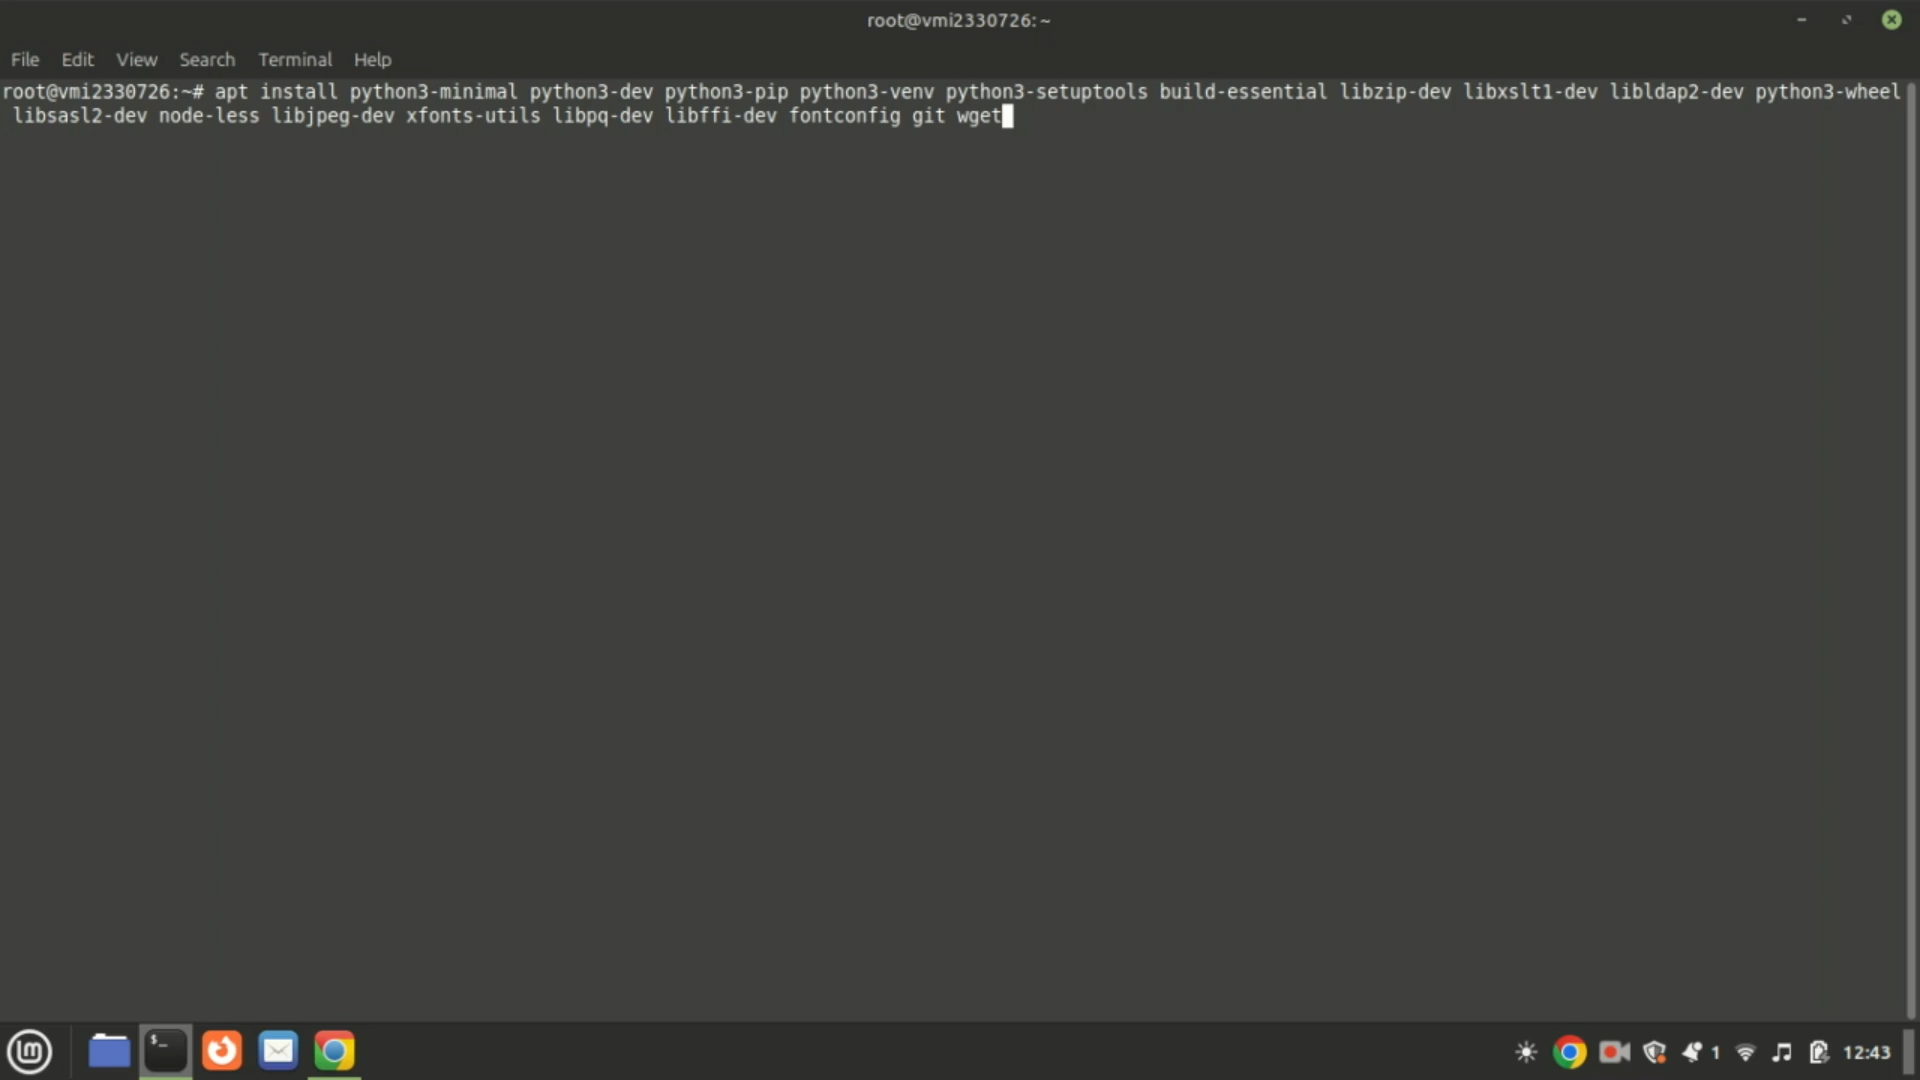 root@vmi2330726:~
File Edit View Search Terminal Help
root@vmi2330726:~# apt install python3-minimal python3-dev python3-pip python3-venv python3-setuptools build-essential libzip-dev libxslt1-dev libldap2-dev python3-wheel
libsasl2-dev node-less libjpeg-dev xfonts-utils libpq-dev libffi-dev fontconfig git wget
$_
1 12:43